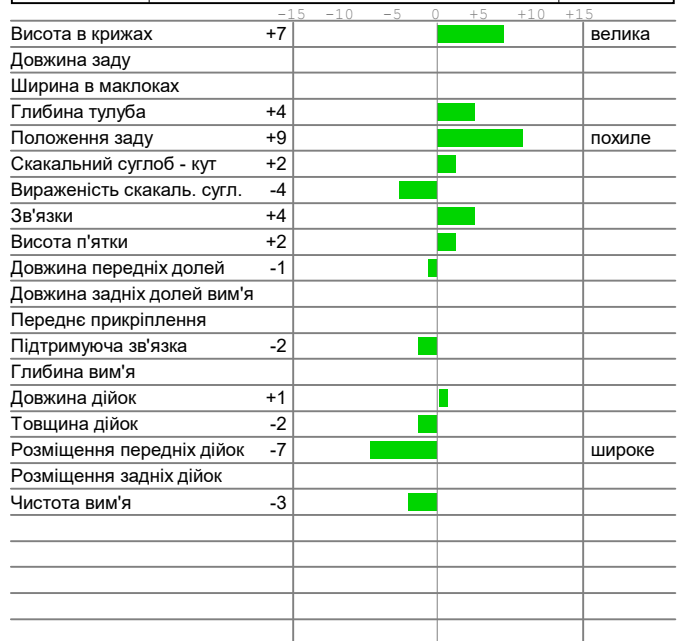 -15 -10 -5 0 +5 +10 +15
Висота в крижах +7 велика
Довжина заду
Ширина в маклоках
Глибина тулуба +4
Положення заду +9 похиле
Скакальний суглоб - кут +2
Вираженість скакаль. сугл. -4
Зв'язки +4
Висота п'ятки +2
Довжина передніх долей -1
Довжина задніх долей вим'я
Переднє прикріплення
Підтримуюча зв'язка -2
Глибина вим'я
Довжина дійок +1
Товщина дійок -2
Розміщення передніх дійок -7 широке
Розміщення задніх дійок
Чистота вим'я -3